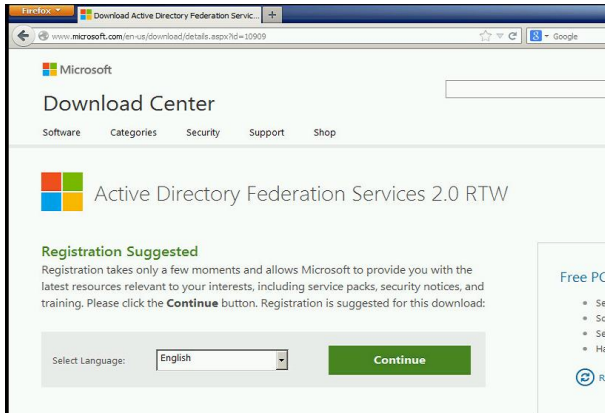 Firefox
Download Active Directory Federation Servic...
www.microsoft.com/en-us/download/details.aspx?id=10909
Google
Microsoft
Download Center
Software Categories Security Support Shop
Active Directory Federation Services 2.0 RTW
Registration Suggested
Registration takes only a few moments and allows Microsoft to provide you with the
latest resources relevant to your interests, including service packs, security notices, and
training. Please click the Continue button. Registration is suggested for this download:
Select Language: English Continue
Free PC
Se
Sc
Se
Ha
R